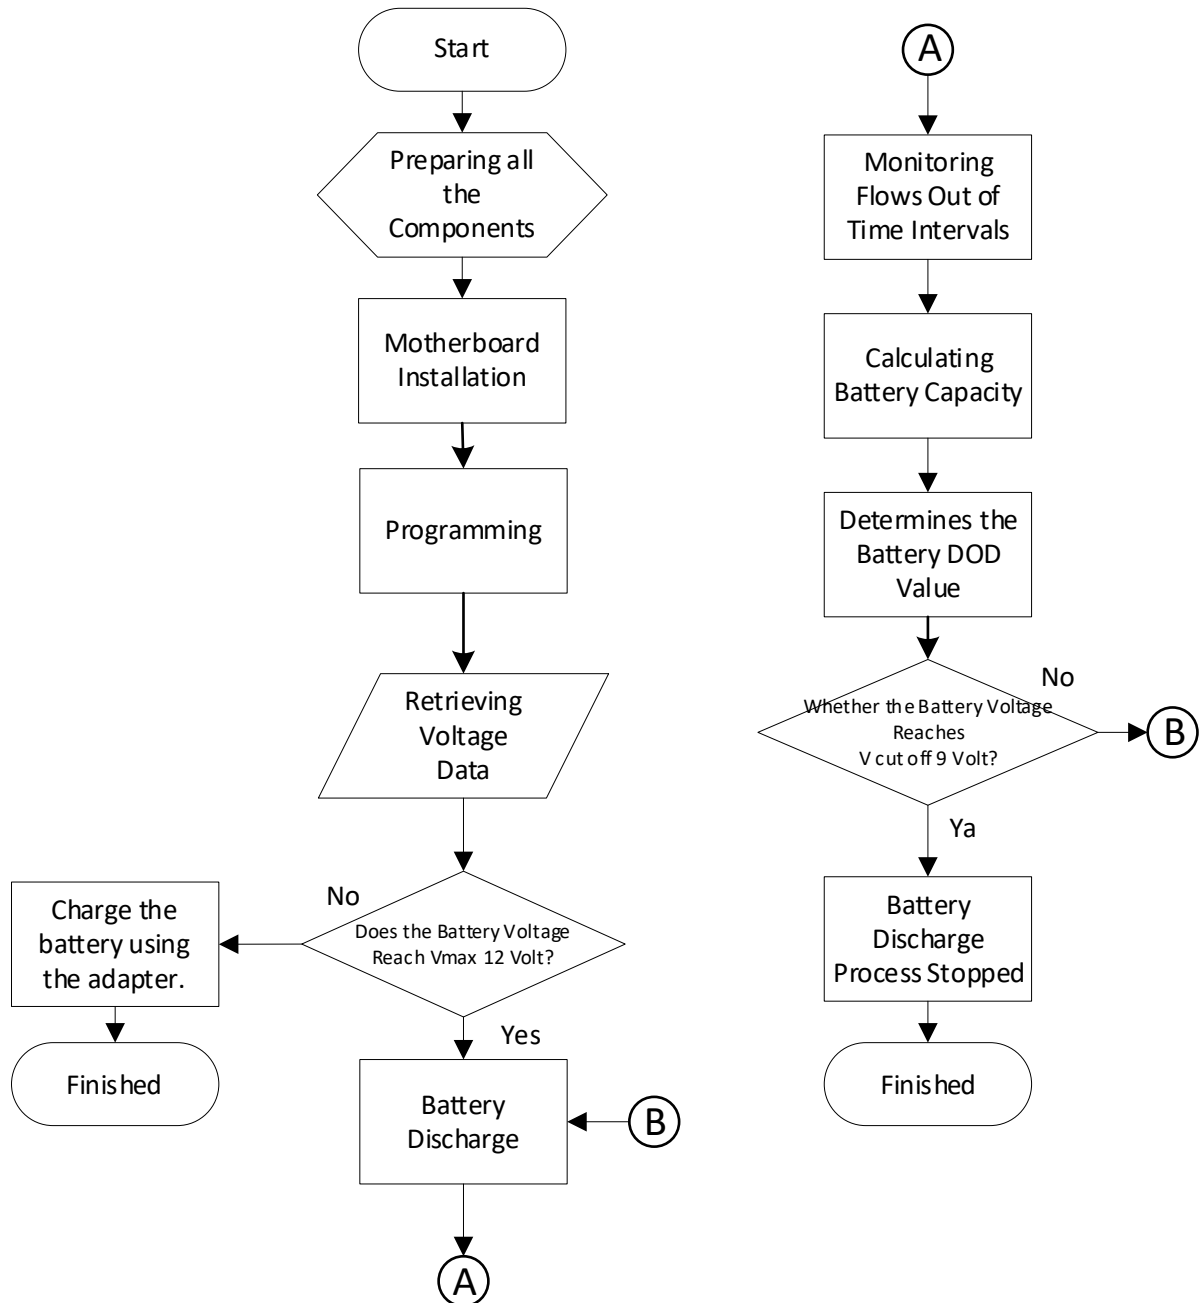 Start
Preparing all
the
Components
Motherboard
Installation
Programming
Retrieving
Voltage
Data
No
Does the Battery Voltage
Reach Vmax 12 Volt?
Charge the
battery using
the adapter.
Finished
Yes
Battery
Discharge
B
A
A
Monitoring
Flows Out of
Time Intervals
Calculating
Battery Capacity
Determines the
Battery DOD
Value
No
Whether the Battery Voltage
Reaches
V cut off 9 Volt?
B
Ya
Battery
Discharge
Process Stopped
Finished